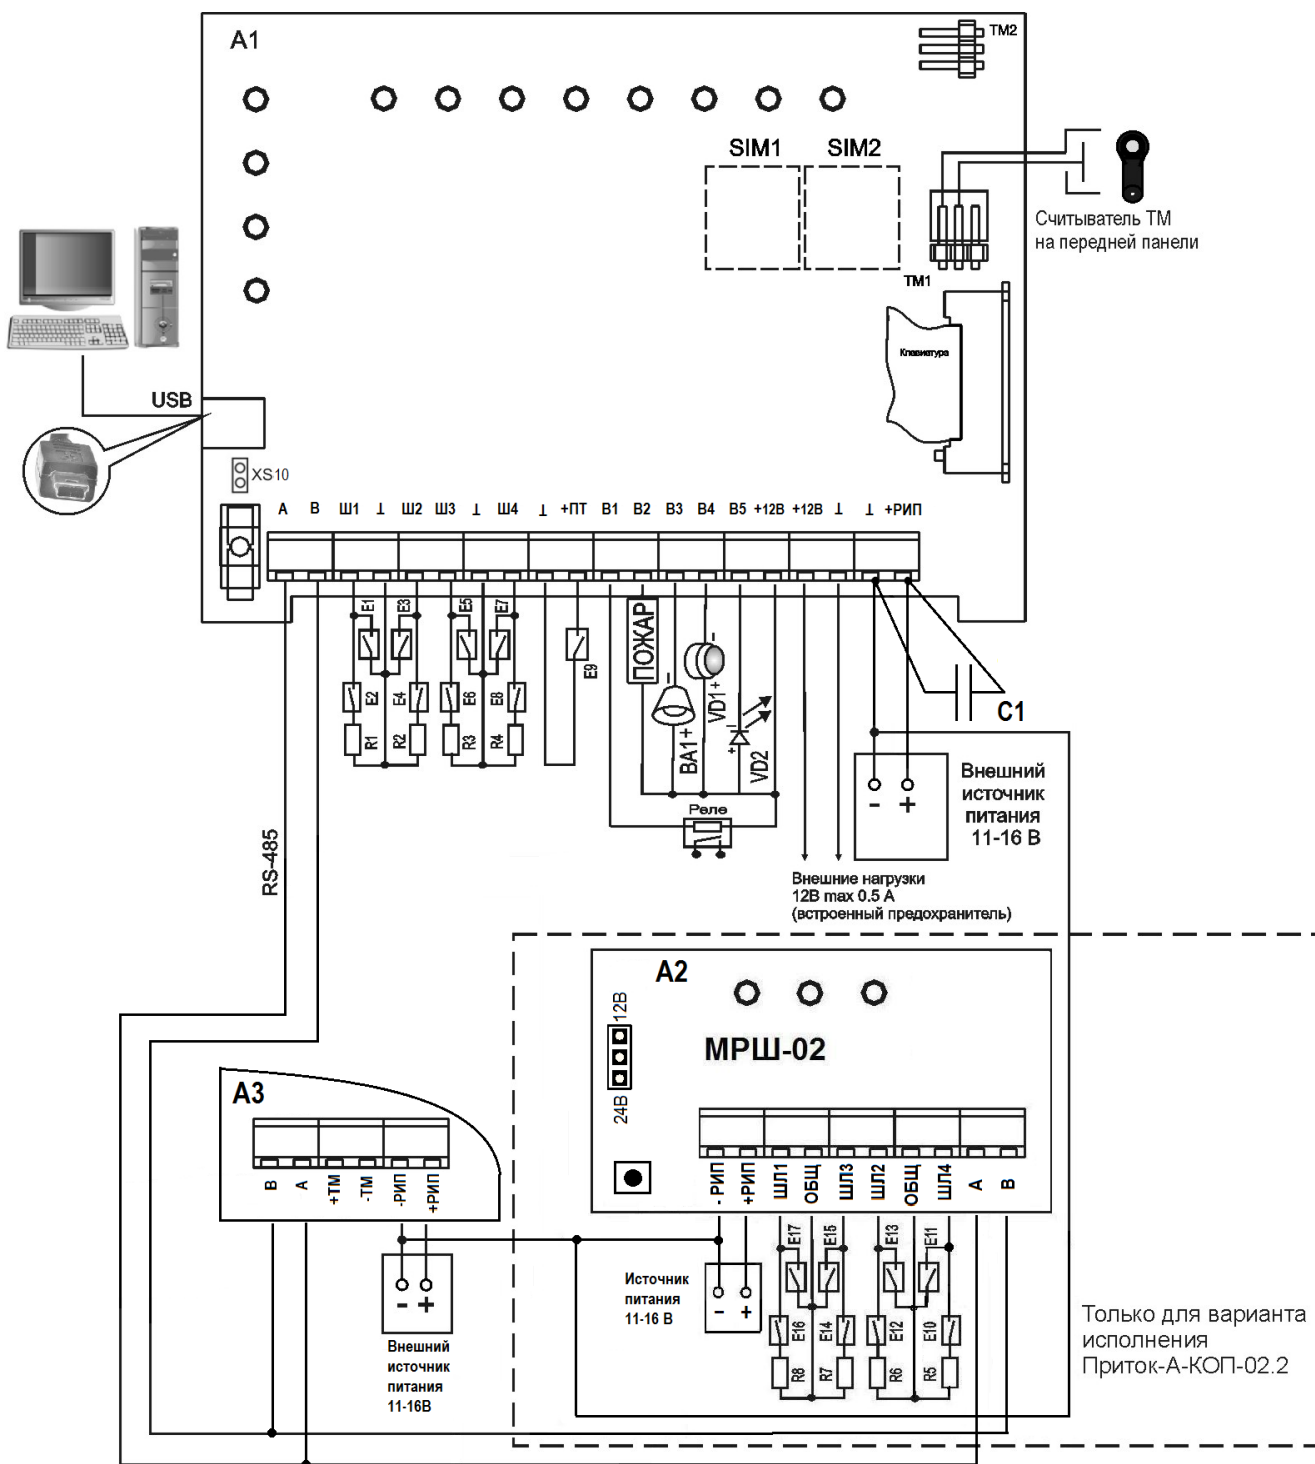 A1
TM2
SIM1 SIM2
Считыватель ТМ
на передней панели
TM1
Клавиатура
USB
XS10
A B Ш1 ⊥ Ш2 Ш3 ⊥ Ш4 ⊥ +ПТ В1 В2 В3 В4 В5 +12В +12В ⊥ ⊥ +РИП
E1 E3 E5 E7
E2 E4 E6 E8 E9
R1 R2 R3 R4
ПОЖАР
BA1 +
-
VD1 +
-
VD2
+
-
C1
Реле
- +
Внешний
источник
питания
11-16 В
Внешние нагрузки
12В max 0.5 А
(встроенный предохранитель)
RS-485
A2
12В
24В
МРШ-02
- РИП +РИП ШЛ1 ОБЩ ШЛ3 ШЛ2 ОБЩ ШЛ4 A B
A3
B A +ТМ -ТМ -РИП +РИП
- +
Внешний
источник
питания
11-16В
Источник
питания
11-16 В
- +
E17 E15 E13 E11
E16 E14 E12 E10
R8 R7 R6 R5
Только для варианта
исполнения
Приток-А-КОП-02.2